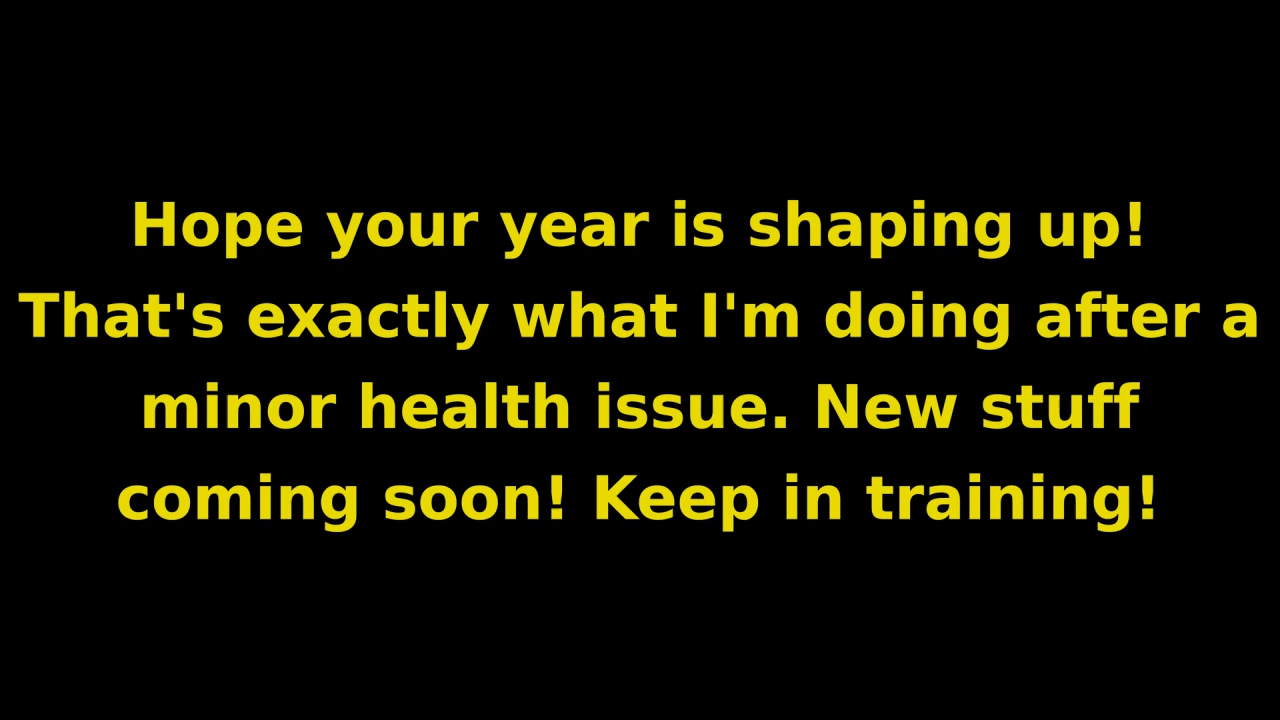 Hope your year is shaping up!
That's exactly what I'm doing after a
minor health issue. New stuff
coming soon! Keep in training!